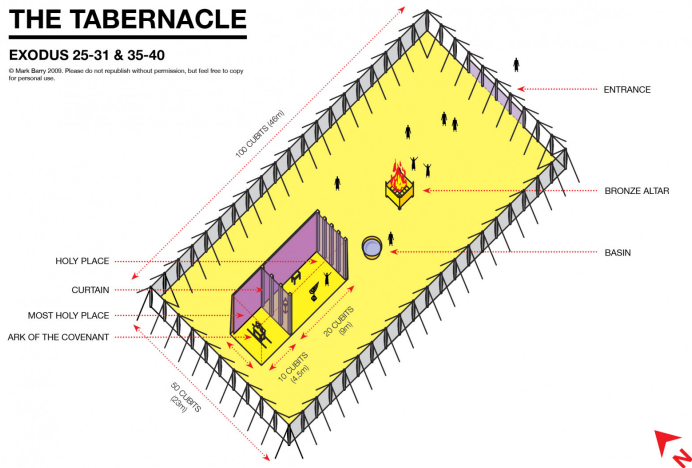 THE TABERNACLE
EXODUS 25-31 & 35-40
© Mark Barry 2009. Please do not republish without permission, but feel free to copy
for personal use.
100 CUBITS (46m)
ENTRANCE
BRONZE ALTAR
BASIN
HOLY PLACE
CURTAIN
MOST HOLY PLACE
ARK OF THE COVENANT
20 CUBITS
(9m)
10 CUBITS
(4.5m)
50 CUBITS
(23m)
N